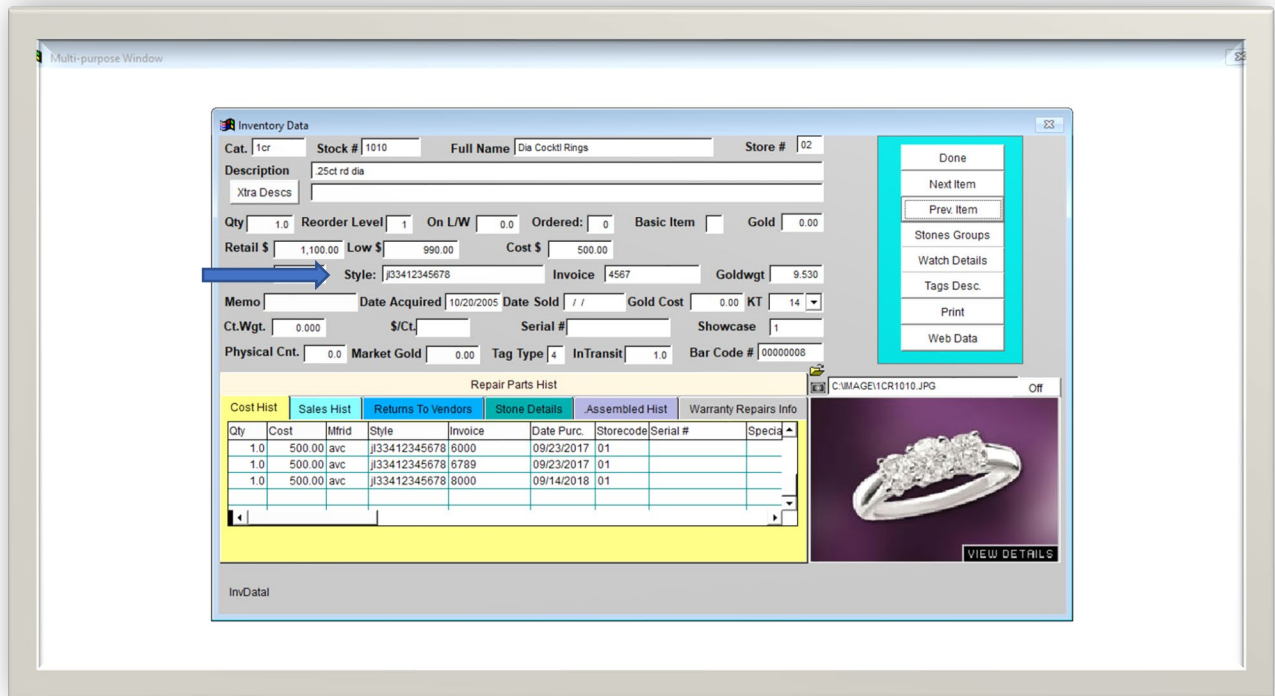 Multi-purpose Window
Inventory Data
Cat. 1cr Stock # 1010 Full Name Dia Cocktl Rings Store # 02
Description .25ct rd dia
Xtra Descs
Qty 1.0 Reorder Level 1 On L/W 0.0 Ordered: 0 Basic Item Gold 0.00
Retail $ 1,100.00 Low $ 990.00 Cost $ 500.00
Style: jl33412345678 Invoice 4567 Goldwgt 9.530
Memo Date Acquired 10/20/2005 Date Sold / / Gold Cost 0.00 KT 14
Ct.Wgt. 0.000 $/Ct. Serial # Showcase 1
Physical Cnt. 0.0 Market Gold 0.00 Tag Type 4 InTransit 1.0 Bar Code # 00000008
Done
Next Item
Prev. Item
Stones Groups
Watch Details
Tags Desc.
Print
Web Data
Repair Parts Hist
C:\IMAGE\1CR1010.JPG Off
Cost Hist Sales Hist Returns To Vendors Stone Details .Assembled Hist Warranty Repairs Info
Qty Cost Mfrid Style Invoice Date Purc. Storecode Serial # Specia
1.0 500.00 avc jl33412345678 6000 09/23/2017 01
1.0 500.00 avc jl33412345678 6789 09/23/2017 01
1.0 500.00 avc jl33412345678 8000 09/14/2018 01
VIEW DETAILS
InvDataI